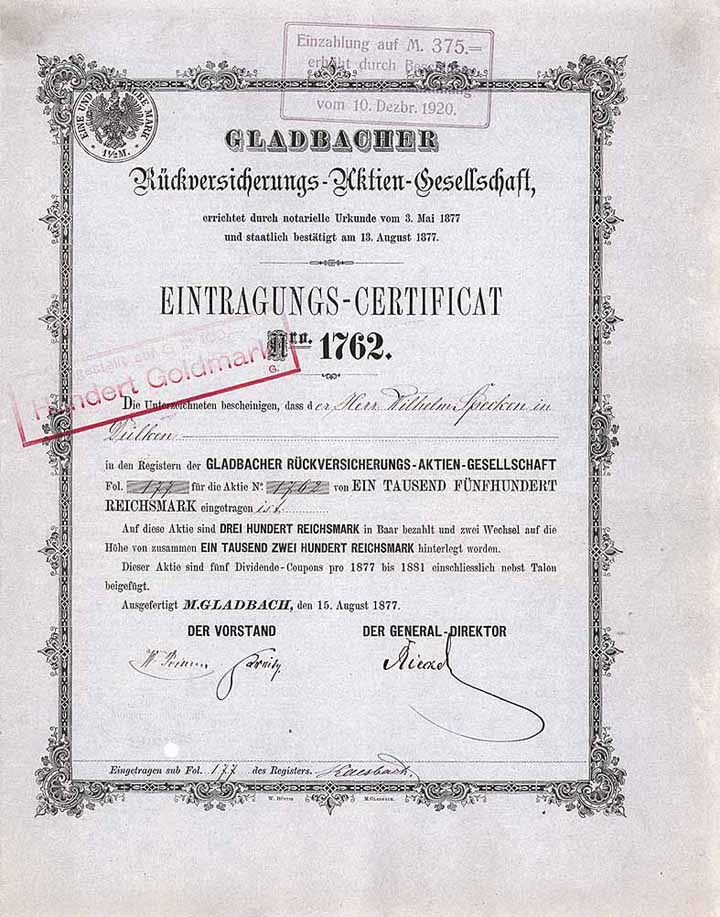 Einzahlung auf M. 375.=
erhöht durch
vom 10. Dezbr. 1920.
EINE UND MARK
1½ M.
GLADBACHER
Rückversicherungs-Aktien-Gesellschaft,
errichtet durch notarielle Urkunde vom 3. Mai 1877
und staatlich bestätigt am 13. August 1877.
EINTRAGUNGS-CERTIFICAT
Nro. 1762.
auf G. M. 100.
Hundert Goldmark
G.
Die Unterzeichneten bescheinigen, dass der Herr Wilhelm Specken in
Dülken
in den Registern der GLADBACHER RÜCKVERSICHERUNGS-AKTIEN-GESELLSCHAFT
Fol. 177 für die Aktie No. 1762 von EIN TAUSEND FÜNFHUNDERT
REICHSMARK eingetragen ist.
Auf diese Aktie sind DREI HUNDERT REICHSMARK in Baar bezahlt und zwei Wechsel auf die
Höhe von zusammen EIN TAUSEND ZWEI HUNDERT REICHSMARK hinterlegt worden.
Dieser Aktie sind fünf Dividende-Coupons pro 1877 bis 1881 einschliesslich nebst Talon
beigefügt.
Ausgefertigt M.GLADBACH, den 15. August 1877.
DER VORSTAND DER GENERAL-DIREKTOR
Eingetragen sub Fol. 177 des Registers.
M.GLADBACH.